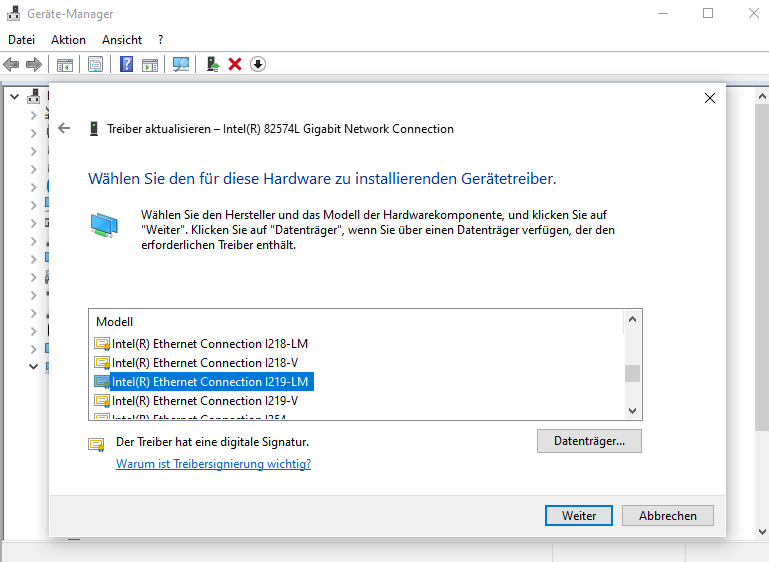 Geräte-Manager
Datei Aktion Ansicht ?
Treiber aktualisieren – Intel(R) 82574L Gigabit Network Connection
Wählen Sie den für diese Hardware zu installierenden Gerätetreiber.
Wählen Sie den Hersteller und das Modell der Hardwarekomponente, und klicken Sie auf
"Weiter". Klicken Sie auf "Datenträger", wenn Sie über einen Datenträger verfügen, der den
erforderlichen Treiber enthält.
Modell
Intel(R) Ethernet Connection I218-LM
Intel(R) Ethernet Connection I218-V
Intel(R) Ethernet Connection I219-LM
Intel(R) Ethernet Connection I219-V
Intel(R) Ethernet Connection I354
Der Treiber hat eine digitale Signatur.
Datenträger...
Warum ist Treibersignierung wichtig?
Weiter Abbrechen